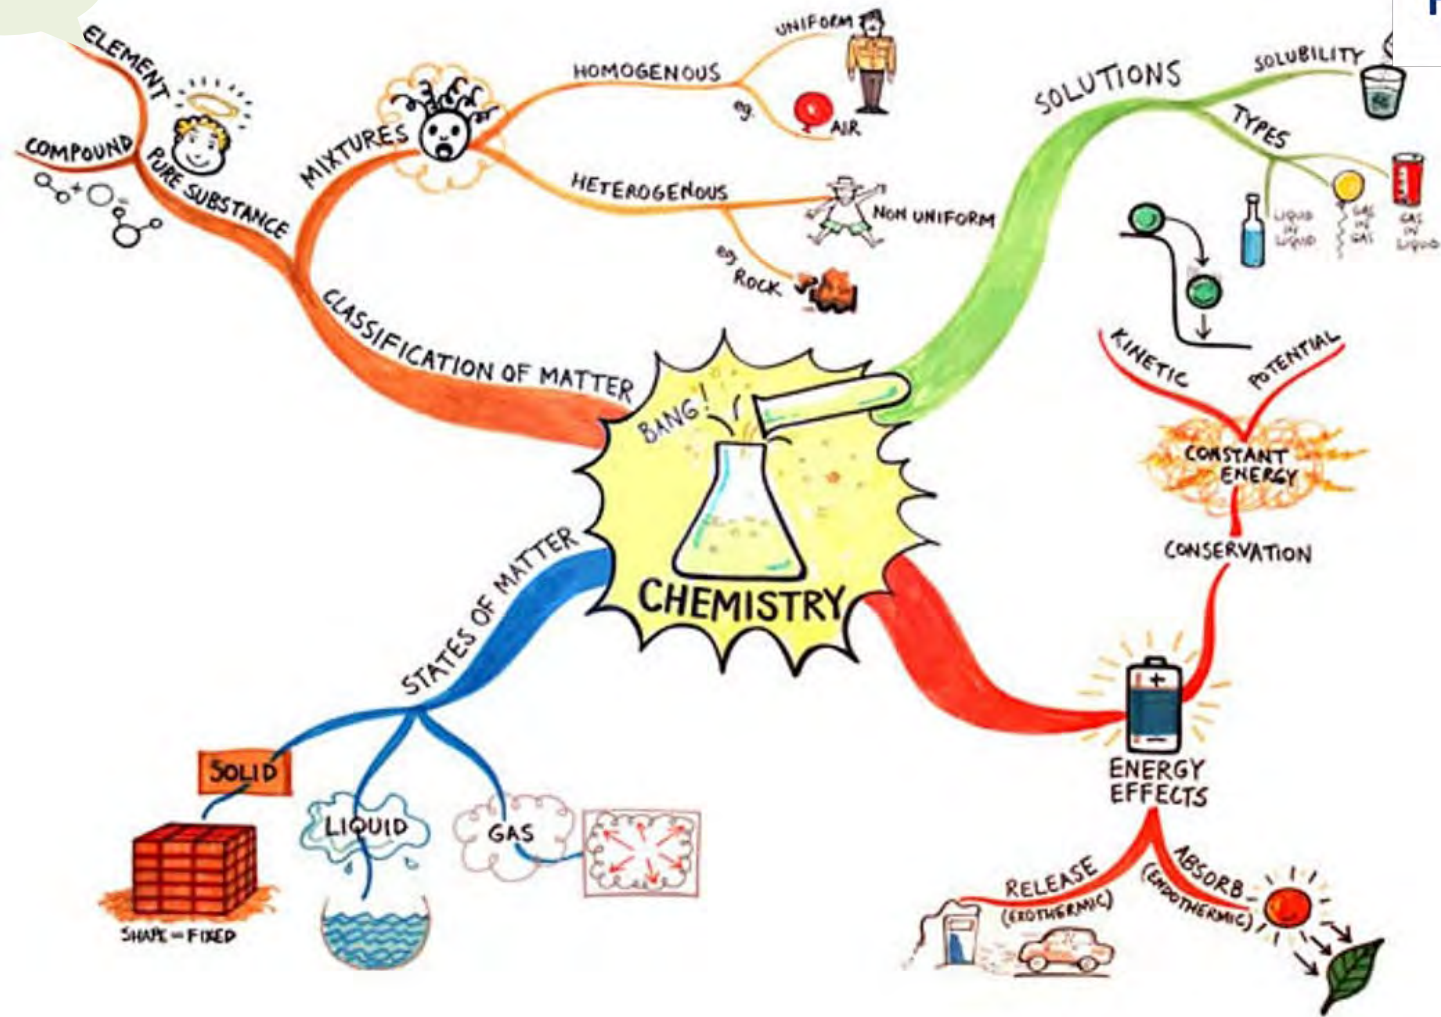 CHEMISTRY
BANG!
CLASSIFICATION OF MATTER
PURE SUBSTANCE
ELEMENT
COMPOUND
+
=
MIXTURES
HOMOGENOUS
UNIFORM
eg.
AIR
HETEROGENOUS
NON UNIFORM
eg
ROCK
SOLUTIONS
SOLUBILITY
TYPES
LIQUID
IN
LIQUID
GAS
IN
GAS
GAS
IN
LIQUID
KINETIC
POTENTIAL
CONSTANT
ENERGY
CONSERVATION
+
−
ENERGY
EFFECTS
RELEASE
(EXOTHERMIC)
ABSORB
(ENDOTHERMIC)
STATES OF MATTER
SOLID
SHAPE = FIXED
LIQUID
GAS